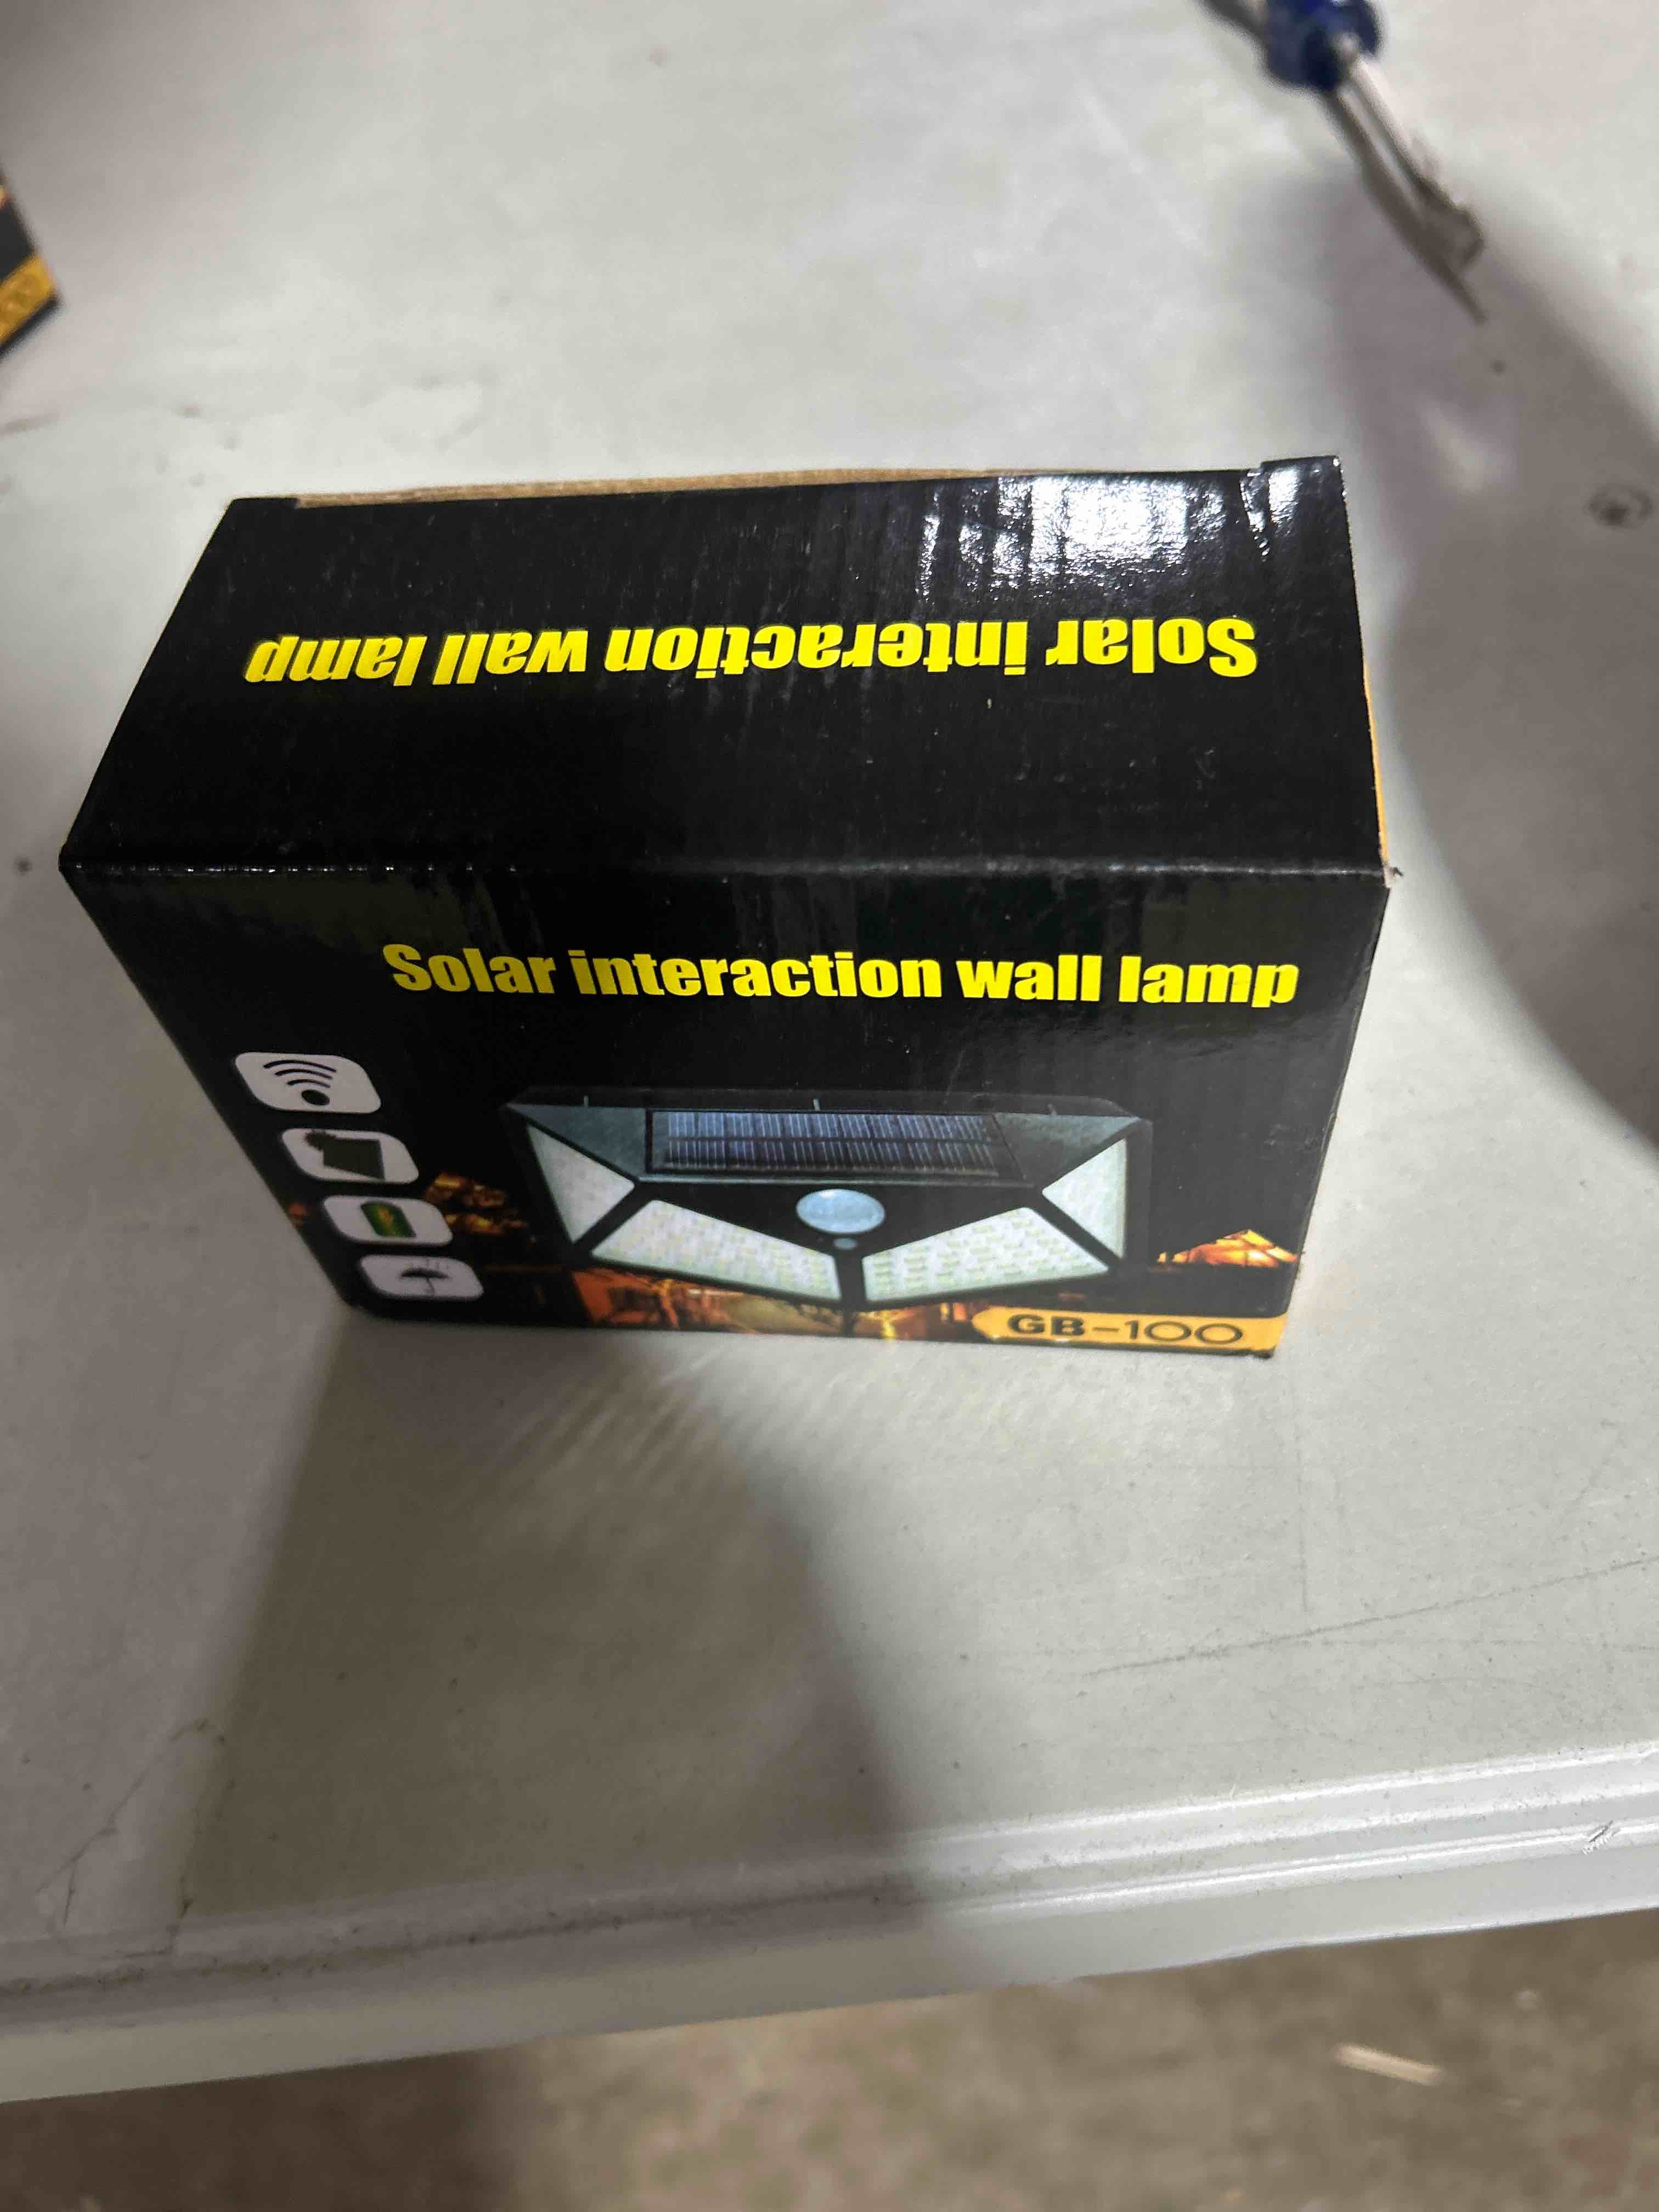 Solar interaction wall lamp
Solar interaction wall lamp
GB-100